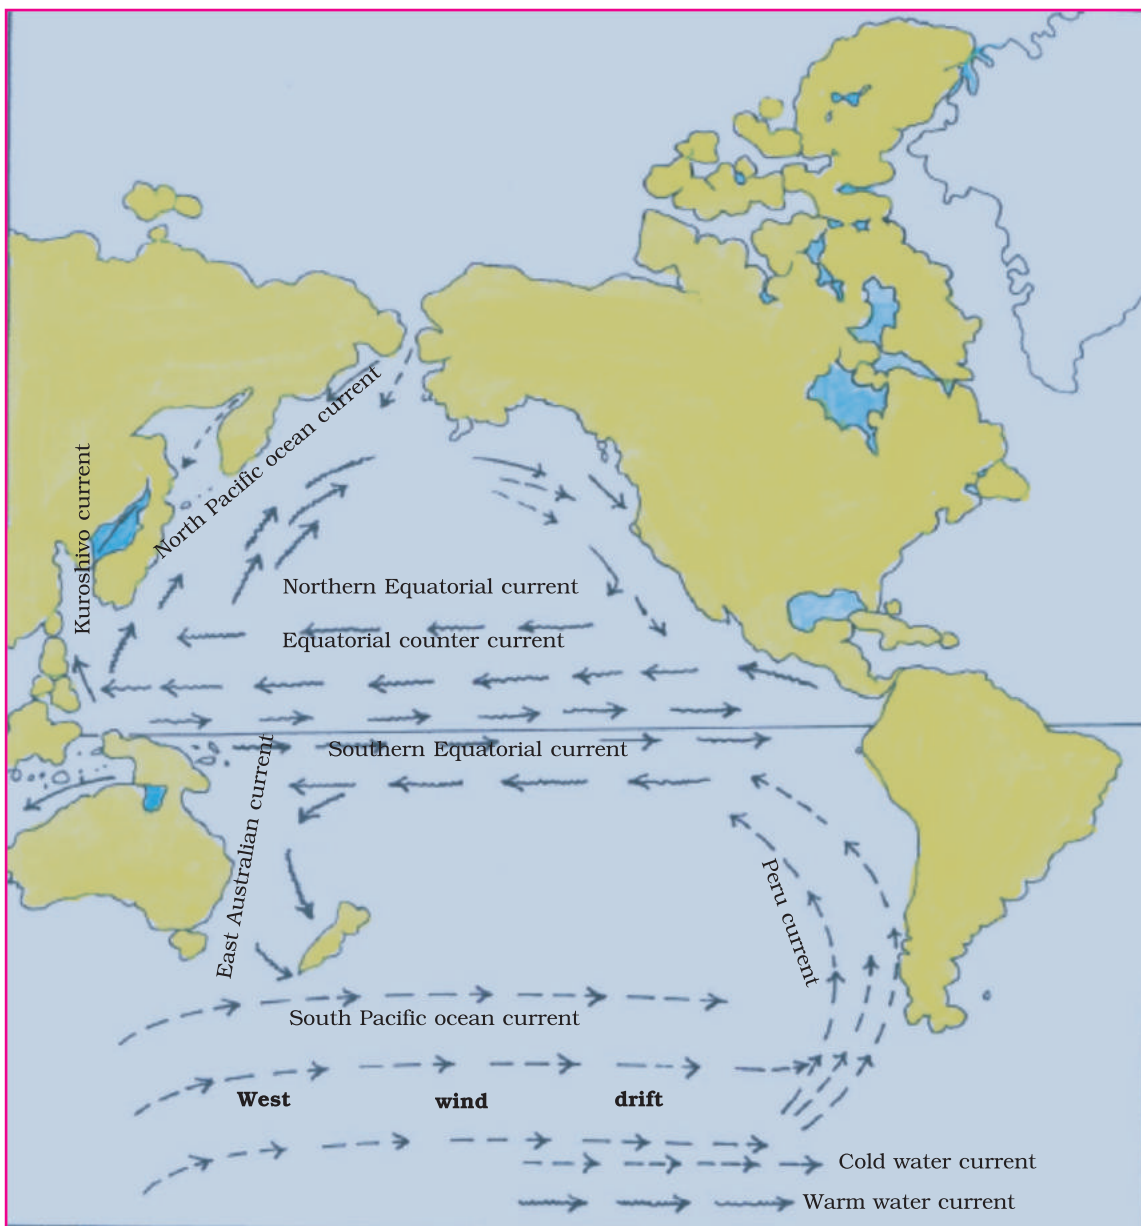 North Pacific ocean current
Kuroshivo current
Northern Equatorial current
Equatorial counter current
Southern Equatorial current
East Australian current
Peru current
South Pacific ocean current
West wind drift
Cold water current
Warm water current